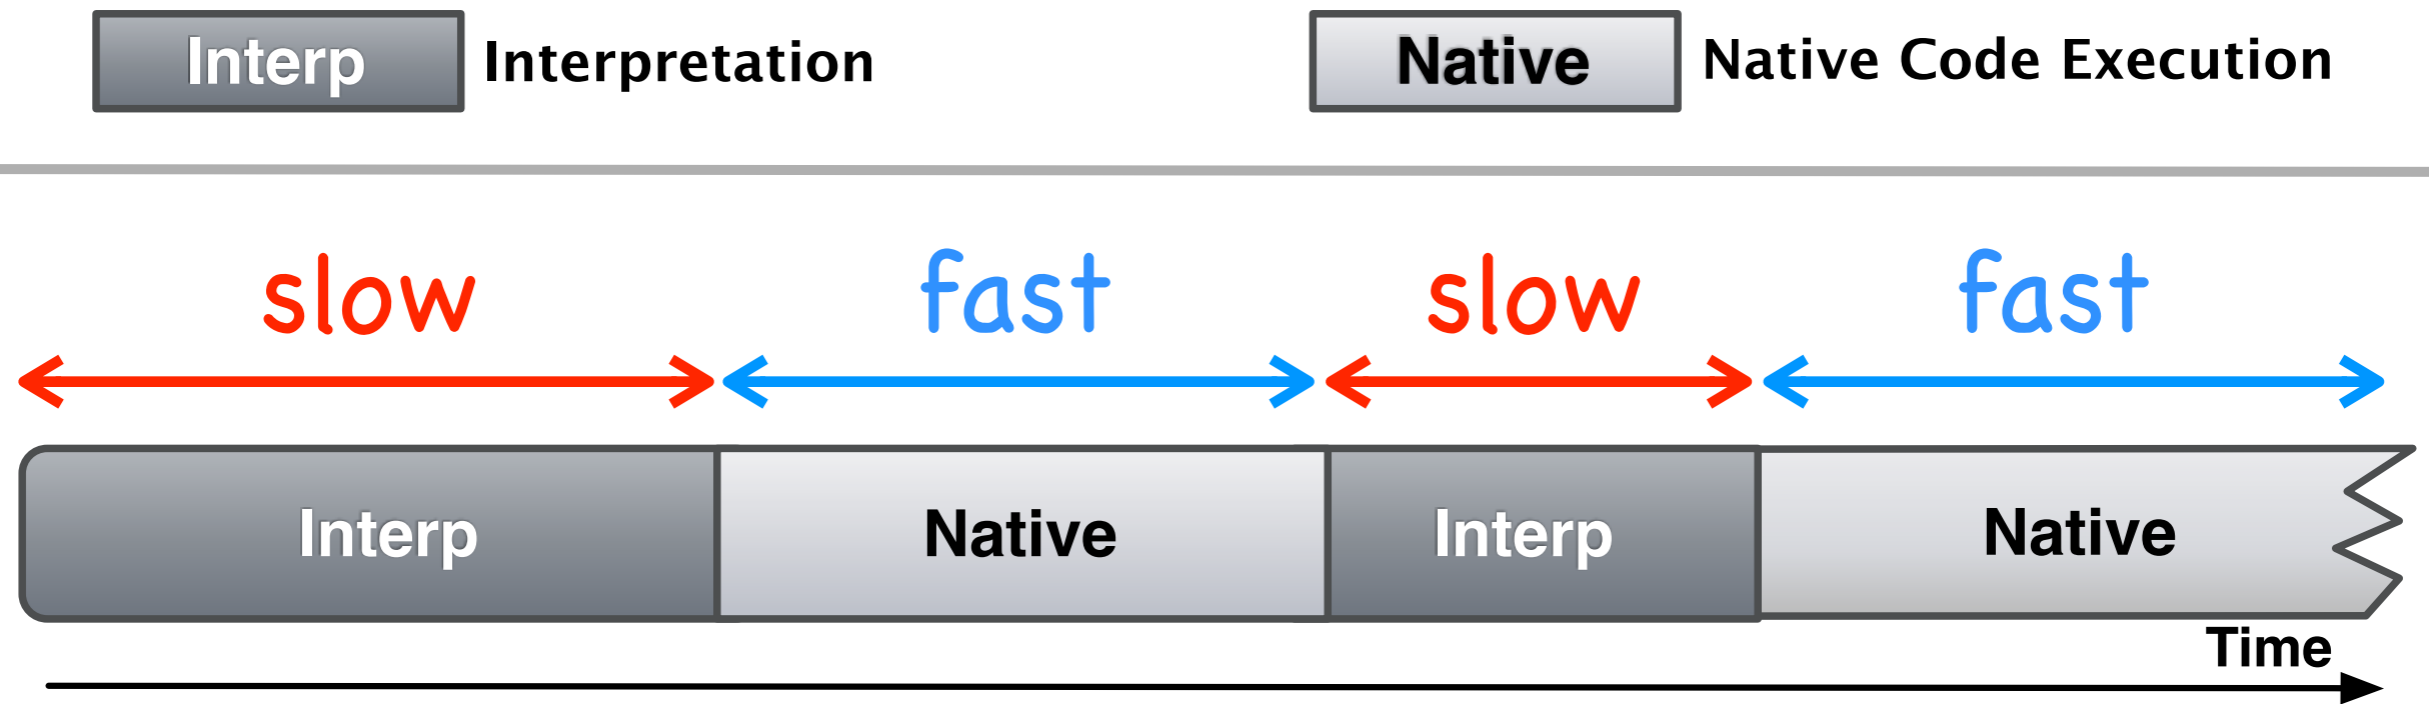 Interp Interpretation Native Native Code Execution
slow fast slow fast
Interp Native Interp Native
Time